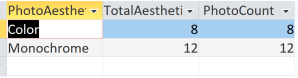 PhotoAesthe TotalAestheti PhotoCount
Color 8 8
Monochrome 12 12